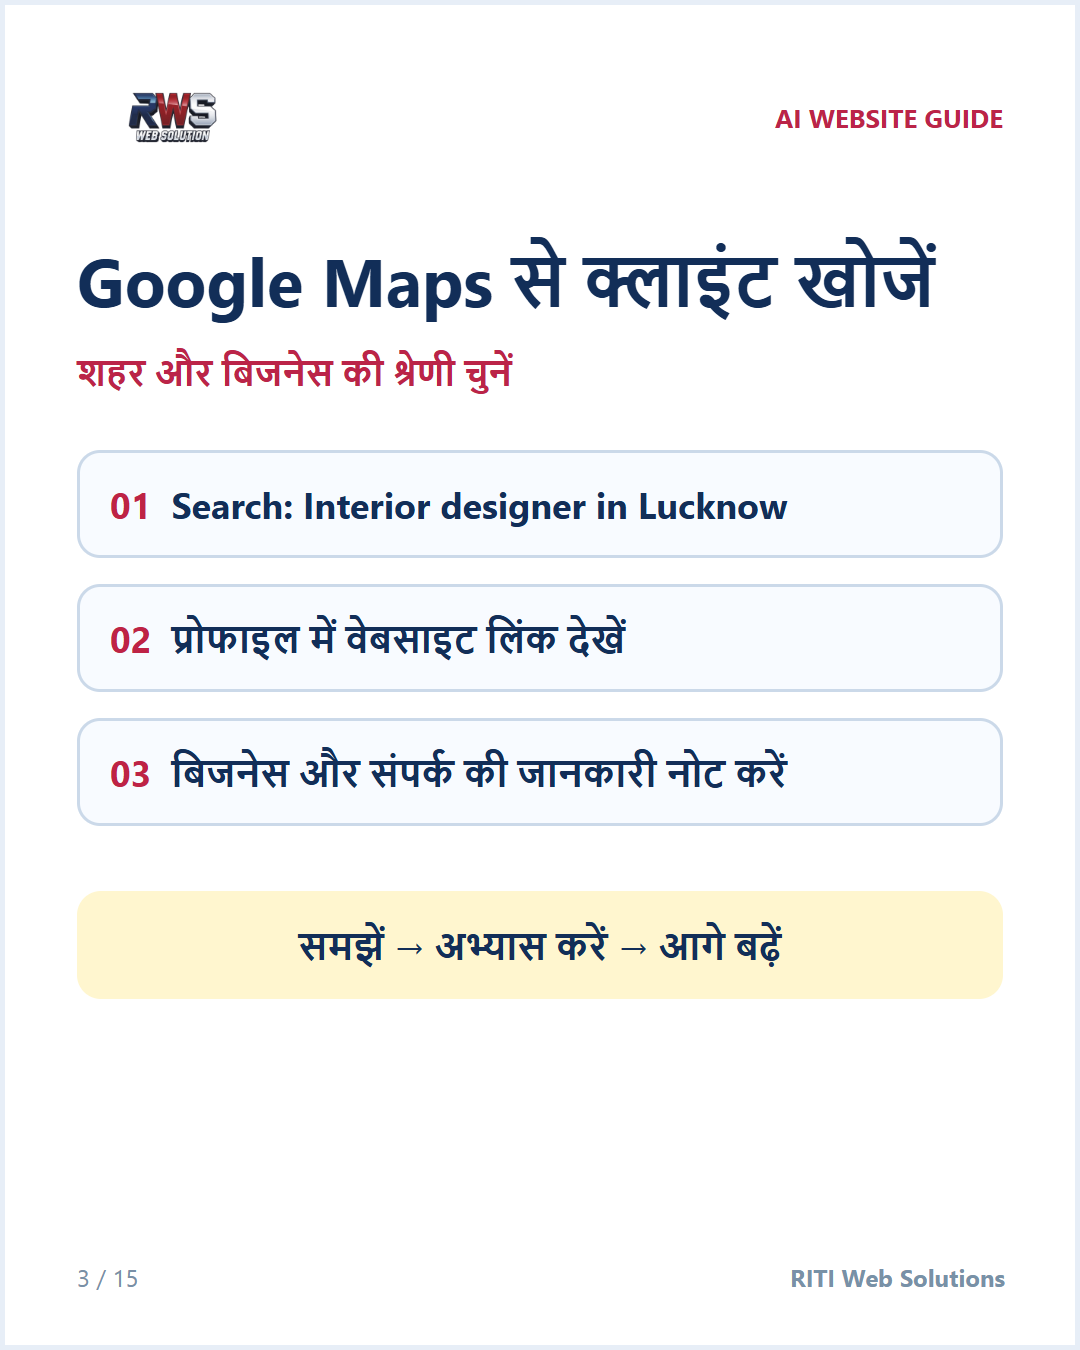 RWS
WEB SOLUTION
AI WEBSITE GUIDE
Google Maps से क्लाइंट खोजें
शहर और बिजनेस की श्रेणी चुनें
01 Search: Interior designer in Lucknow
02 प्रोफाइल में वेबसाइट लिंक देखें
03 बिजनेस और संपर्क की जानकारी नोट करें
समझें → अभ्यास करें → आगे बढ़ें
3 / 15
RITI Web Solutions